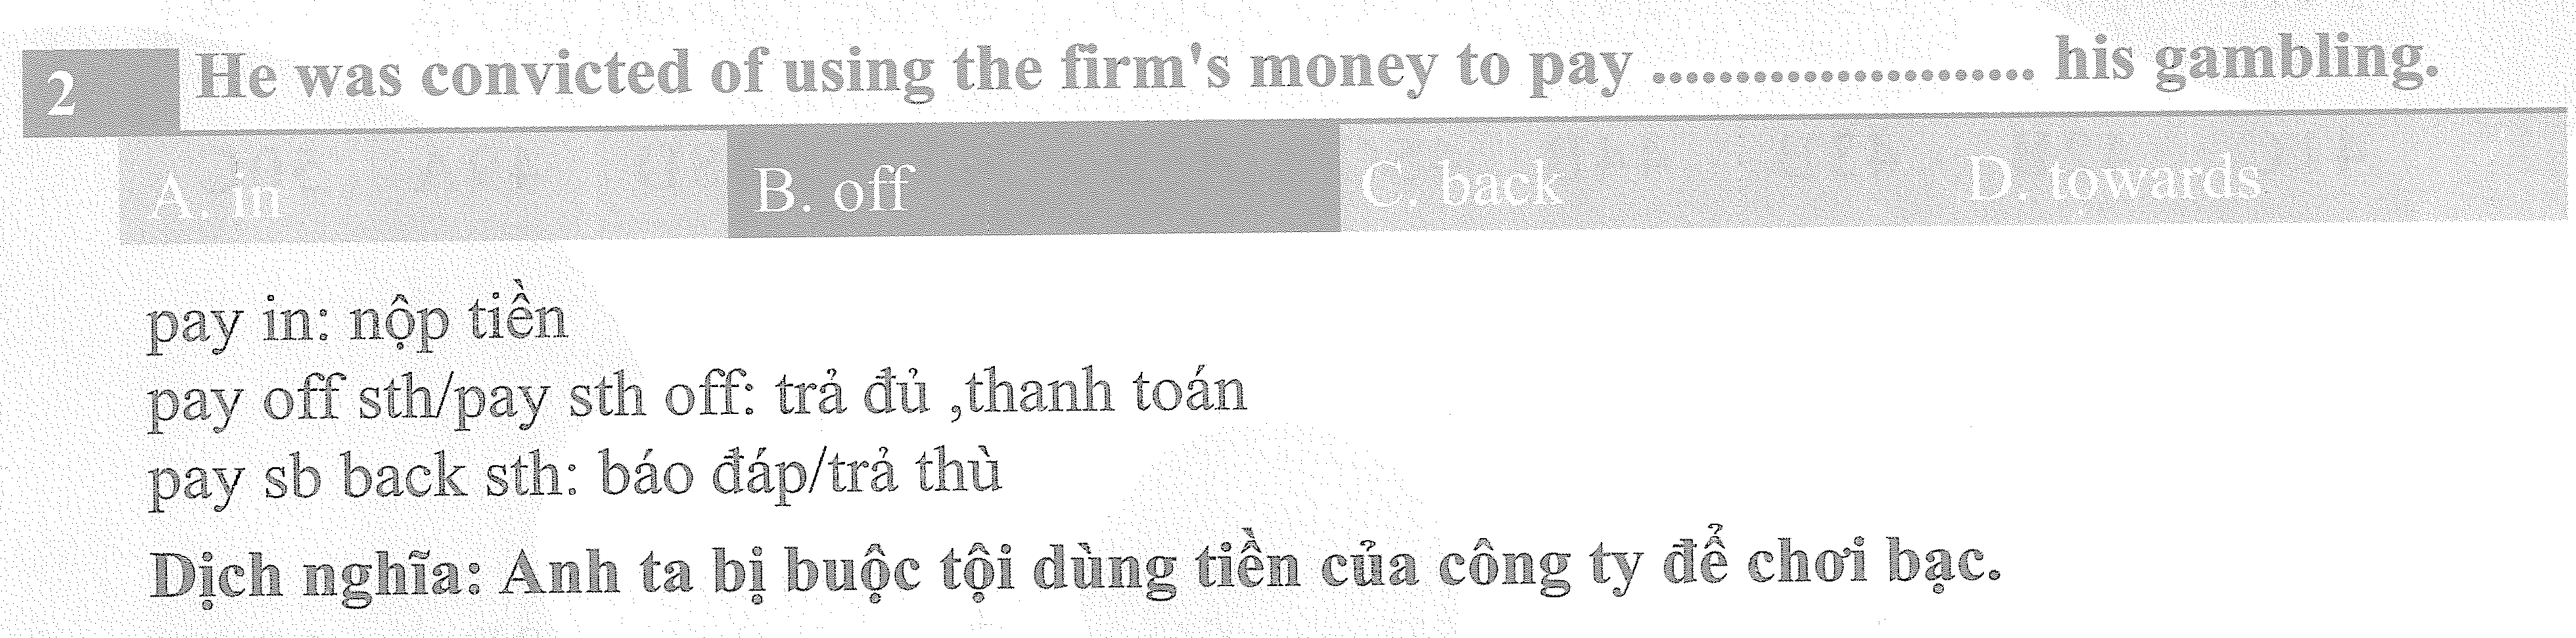 2 He was convicted of using the firm's money to pay ....................... his gambling.
A. in B. off C. back D. towards
pay in: nộp tiền
pay off sth/pay sth off: trả đủ ,thanh toán
pay sb back sth: báo đáp/trả thù
Dịch nghĩa: Anh ta bị buộc tội dùng tiền của công ty để chơi bạc.